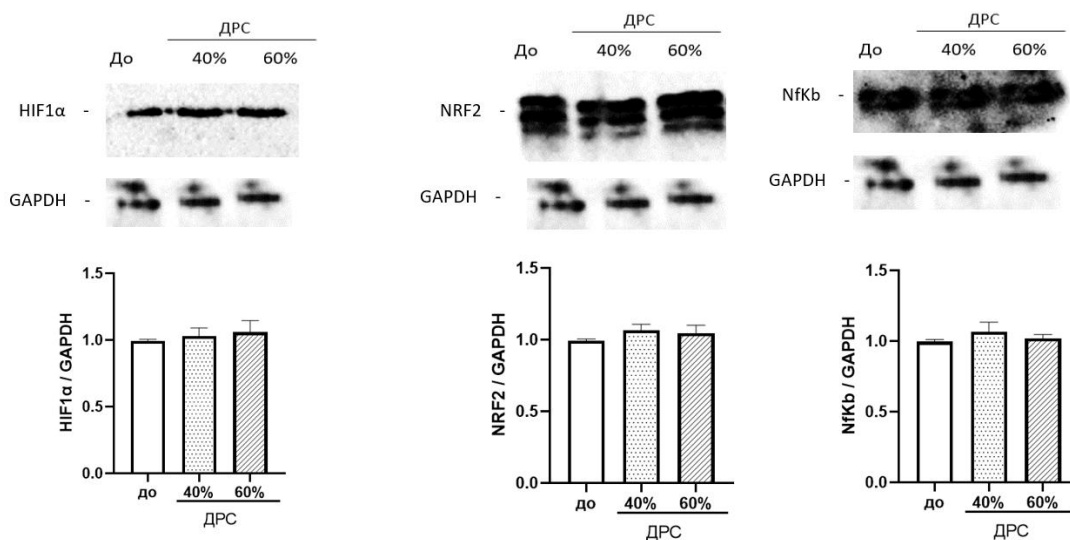 ДРС
До 40% 60%
HIF1α -
GAPDH -
1.5
1.0
0.5
0.0
HIF1α / GAPDH
до 40% 60%
ДРС
ДРС
До 40% 60%
NRF2 -
GAPDH -
1.5
1.0
0.5
0.0
NRF2 / GAPDH
до 40% 60%
ДРС
ДРС
До 40% 60%
NfKb -
GAPDH -
1.5
1.0
0.5
0.0
NfKb / GAPDH
до 40% 60%
ДРС